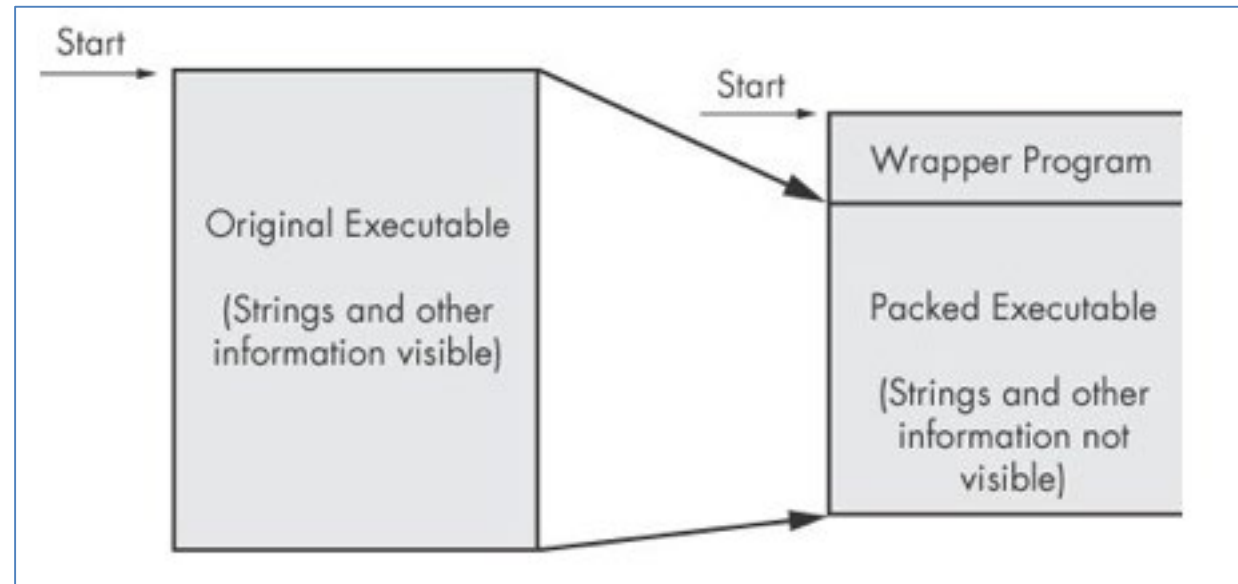 Start
Original Executable
(Strings and other
information visible)
Start
Wrapper Program
Packed Executable
(Strings and other
information not
visible)